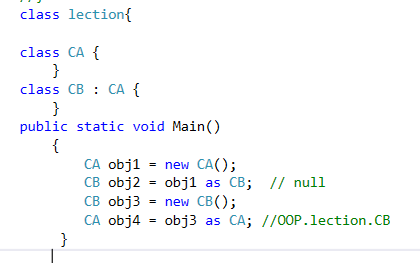 class lection{
class CA {
}
class CB : CA {
}
public static void Main()
{
CA obj1 = new CA();
CB obj2 = obj1 as CB;  // null
CB obj3 = new CB();
CA obj4 = obj3 as CA; //OOP.lection.CB
}